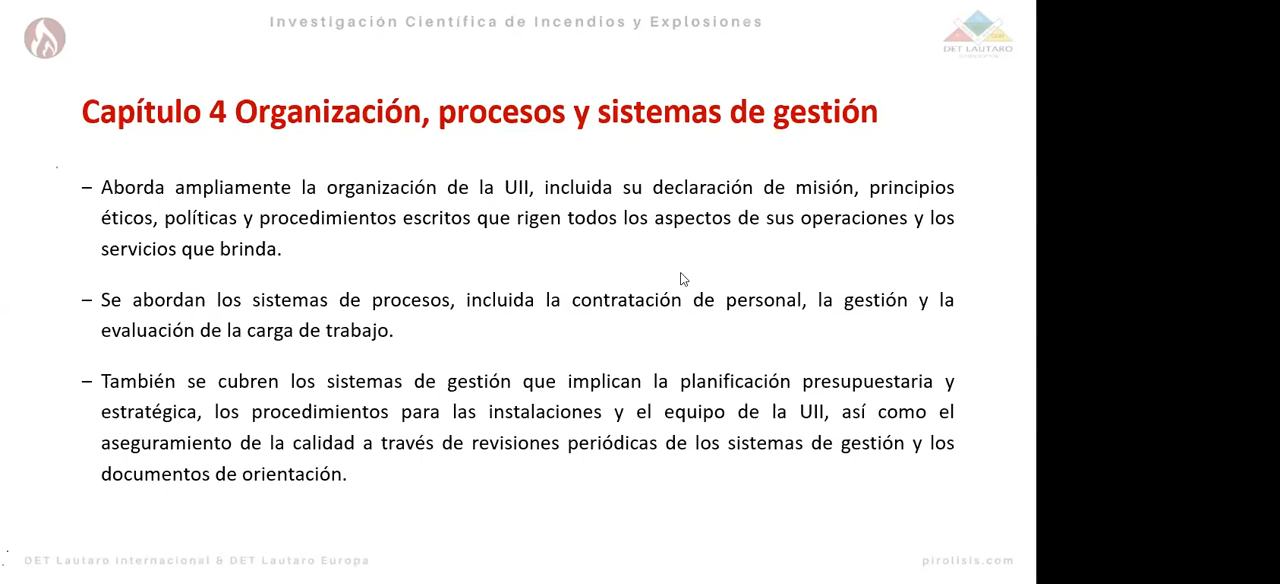 Investigación Científica de Incendios y Explosiones
DET LAUTARO
Capítulo 4 Organización, procesos y sistemas de gestión
– Aborda ampliamente la organización de la UII, incluida su declaración de misión, principios
éticos, políticas y procedimientos escritos que rigen todos los aspectos de sus operaciones y los
servicios que brinda.
– Se abordan los sistemas de procesos, incluida la contratación de personal, la gestión y la
evaluación de la carga de trabajo.
– También se cubren los sistemas de gestión que implican la planificación presupuestaria y
estratégica, los procedimientos para las instalaciones y el equipo de la UII, así como el
aseguramiento de la calidad a través de revisiones periódicas de los sistemas de gestión y los
documentos de orientación.
DET Lautaro Internacional & DET Lautaro Europa
pirolisis.com